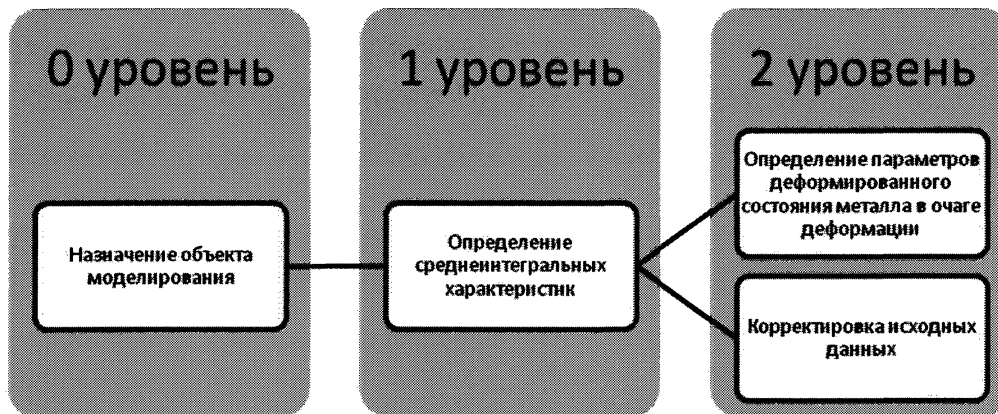 0 уровень
Назначение объекта
моделирования
1 уровень
Определение
среднеинтегральных
характеристик
2 уровень
Определение параметров
деформированного
состояния металла в очаге
деформации
Корректировка исходных
данных